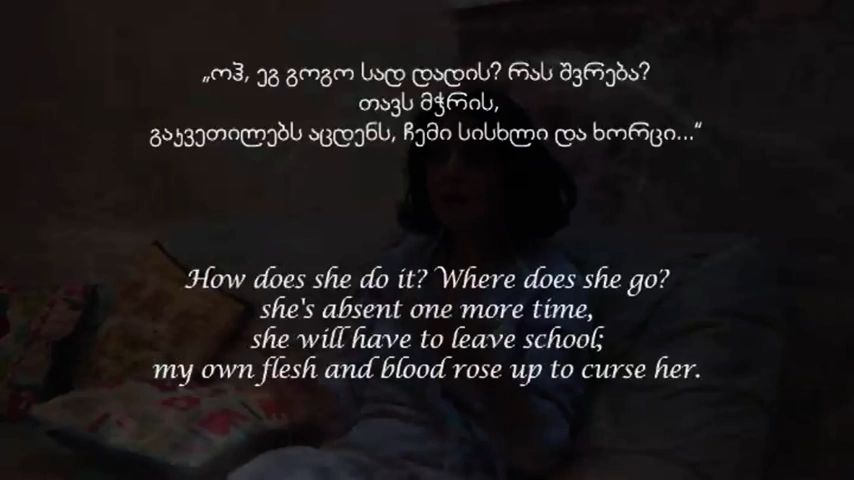 „ოჰ, ეგ გოგო სად დადის? რას შვრება?
თავს მჭრის,
გაკვეთილებს აცდენს, ჩემი სისხლი და ხორცი...“
How does she do it? Where does she go?
she's absent one more time,
she will have to leave school;
my own flesh and blood rose up to curse her.